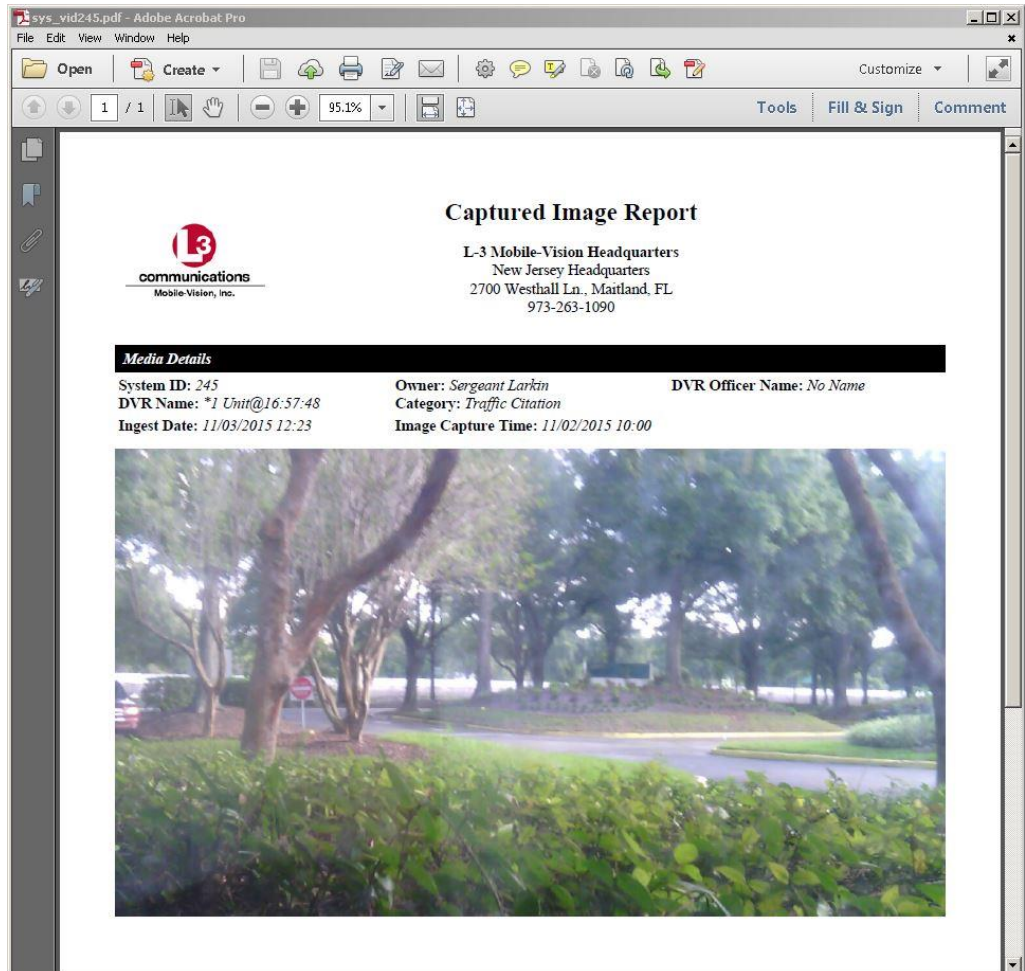 sys_vid245.pdf - Adobe Acrobat Pro
File Edit View Window Help
Open Create Customize
1 / 1 95.1% Tools Fill & Sign Comment
Captured Image Report
L3
communications
Mobile-Vision, Inc.
L-3 Mobile-Vision Headquarters
New Jersey Headquarters
2700 Westhall Ln., Maitland, FL
973-263-1090
Media Details
System ID: 245 Owner: Sergeant Larkin DVR Officer Name: No Name
DVR Name: *1 Unit@16:57:48 Category: Traffic Citation
Ingest Date: 11/03/2015 12:23 Image Capture Time: 11/02/2015 10:00